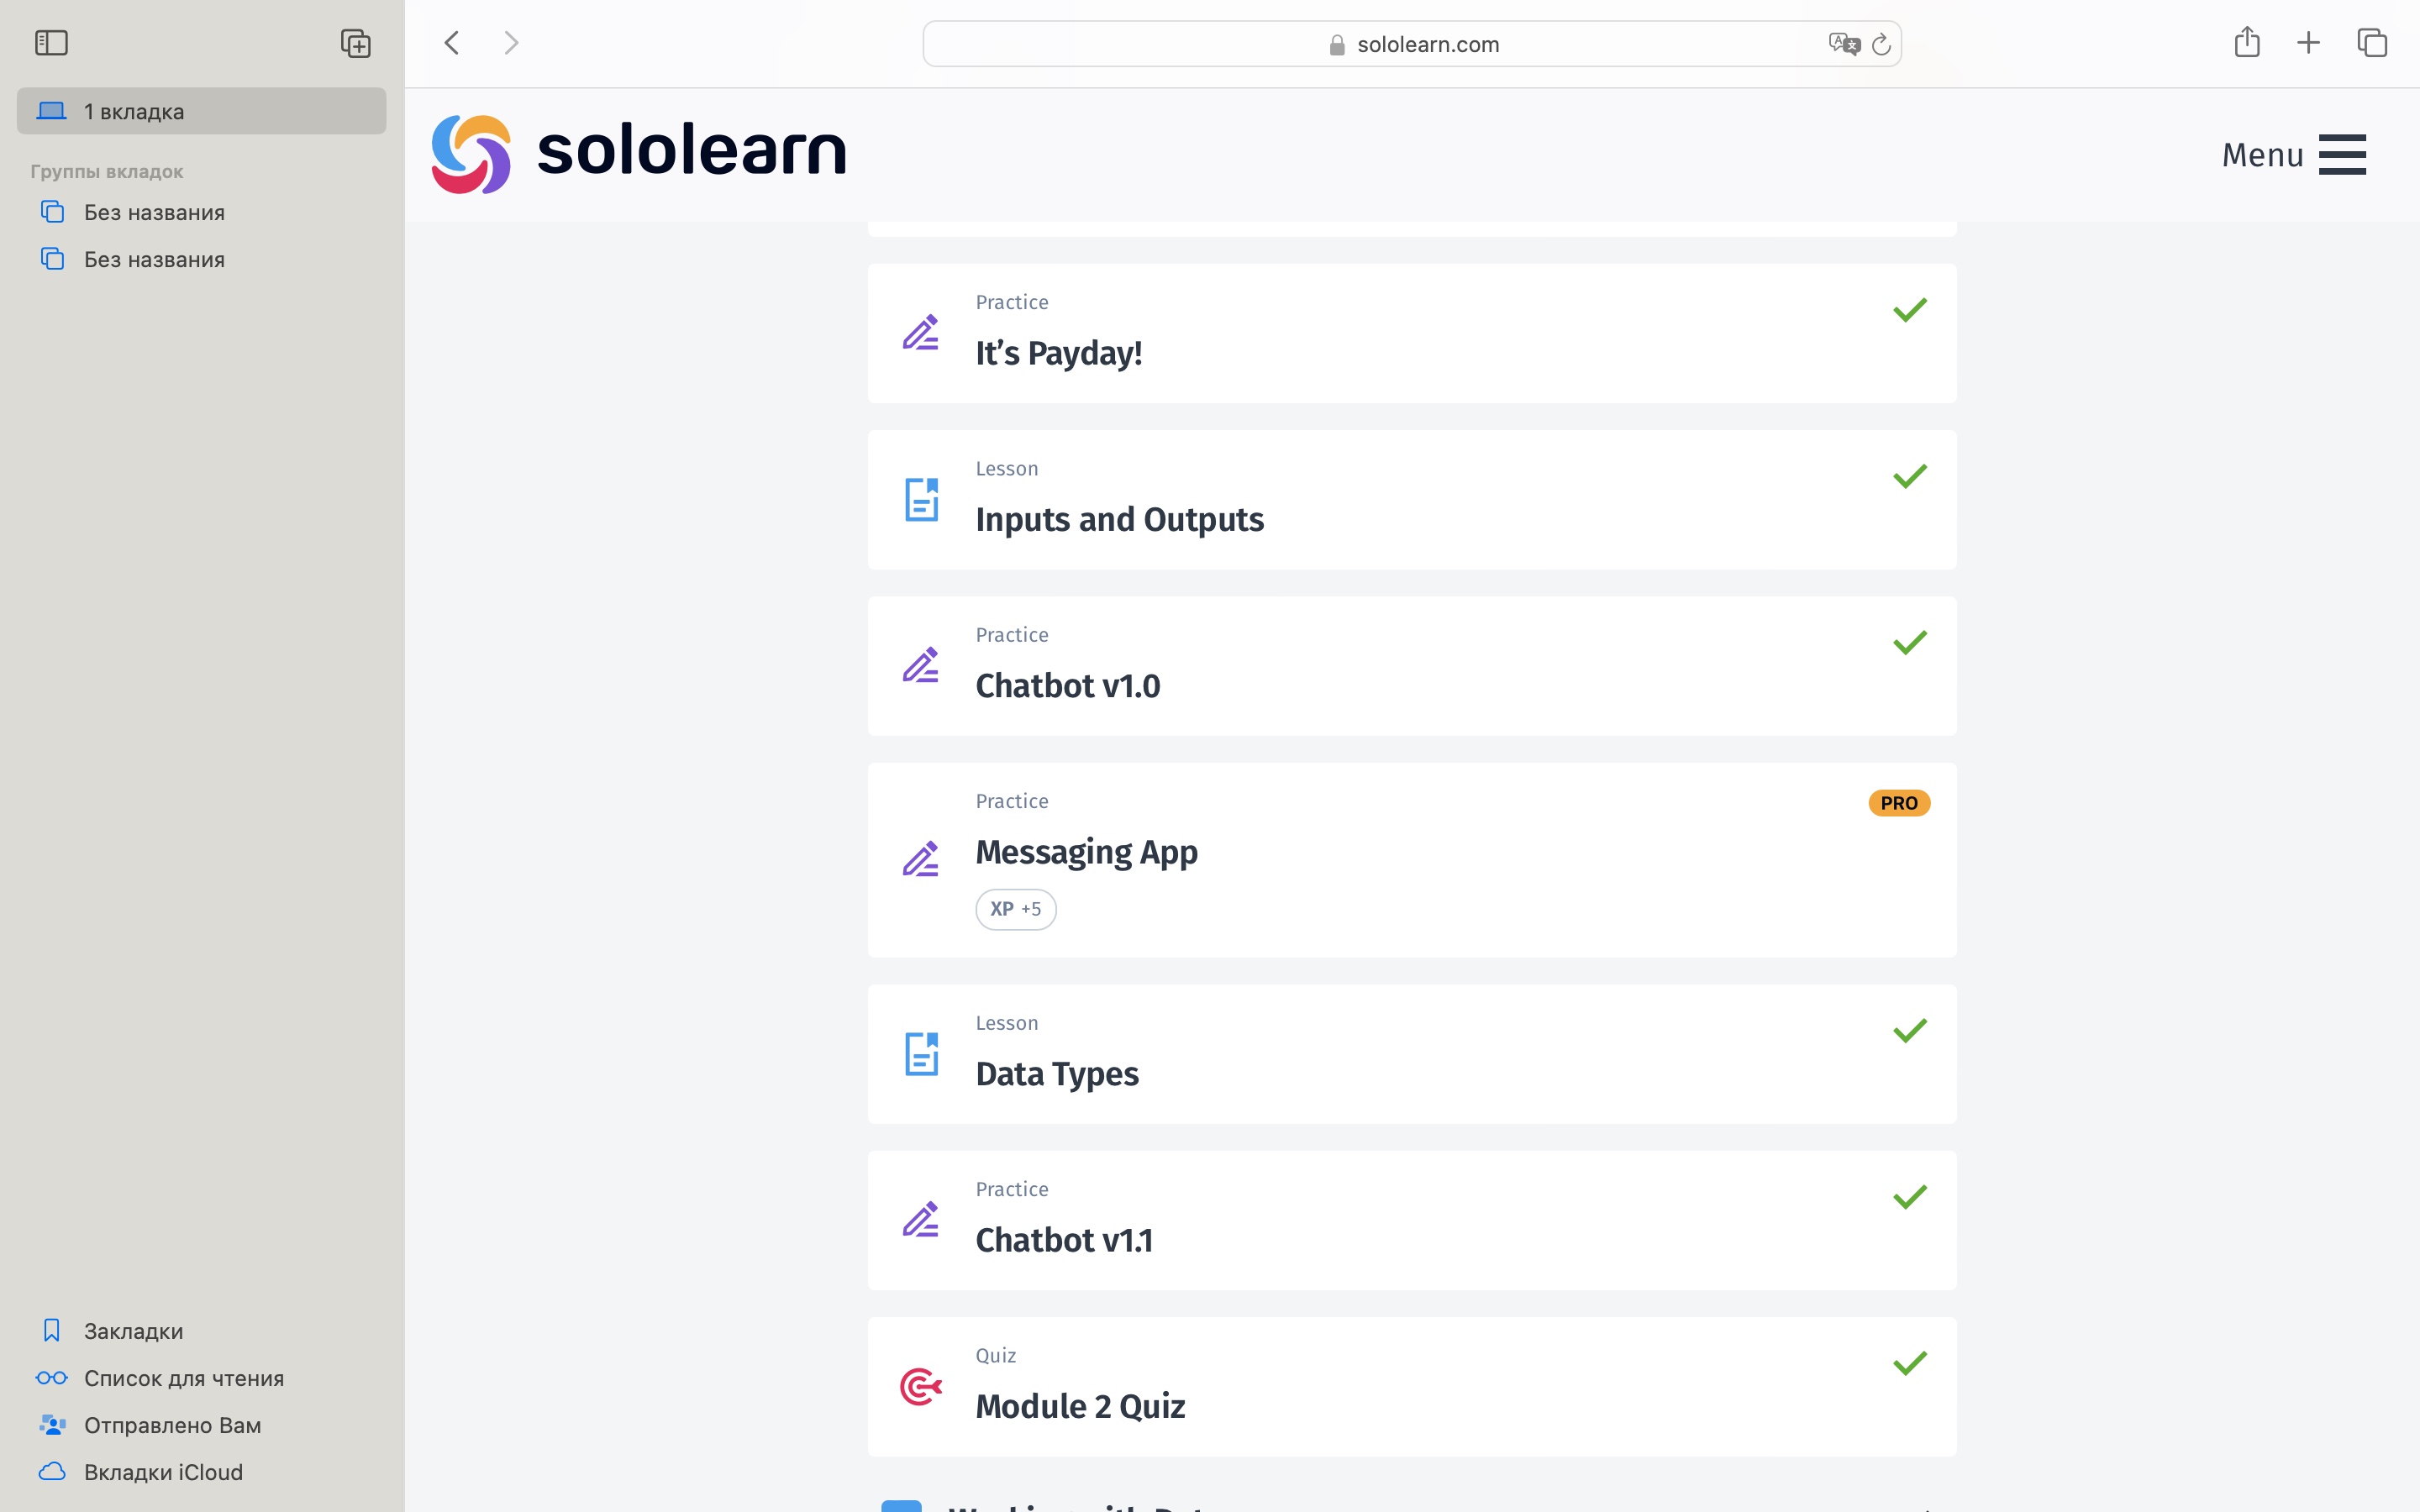 1 вкладка
Группы вкладок
Без названия
Без названия
Закладки
Список для чтения
Отправлено Вам
Вкладки iCloud
sololearn.com
sololearn
Menu
Practice
It's Payday!
Lesson
Inputs and Outputs
Practice
Chatbot v1.0
Practice
PRO
Messaging App
XP +5
Lesson
Data Types
Practice
Chatbot v1.1
Quiz
Module 2 Quiz